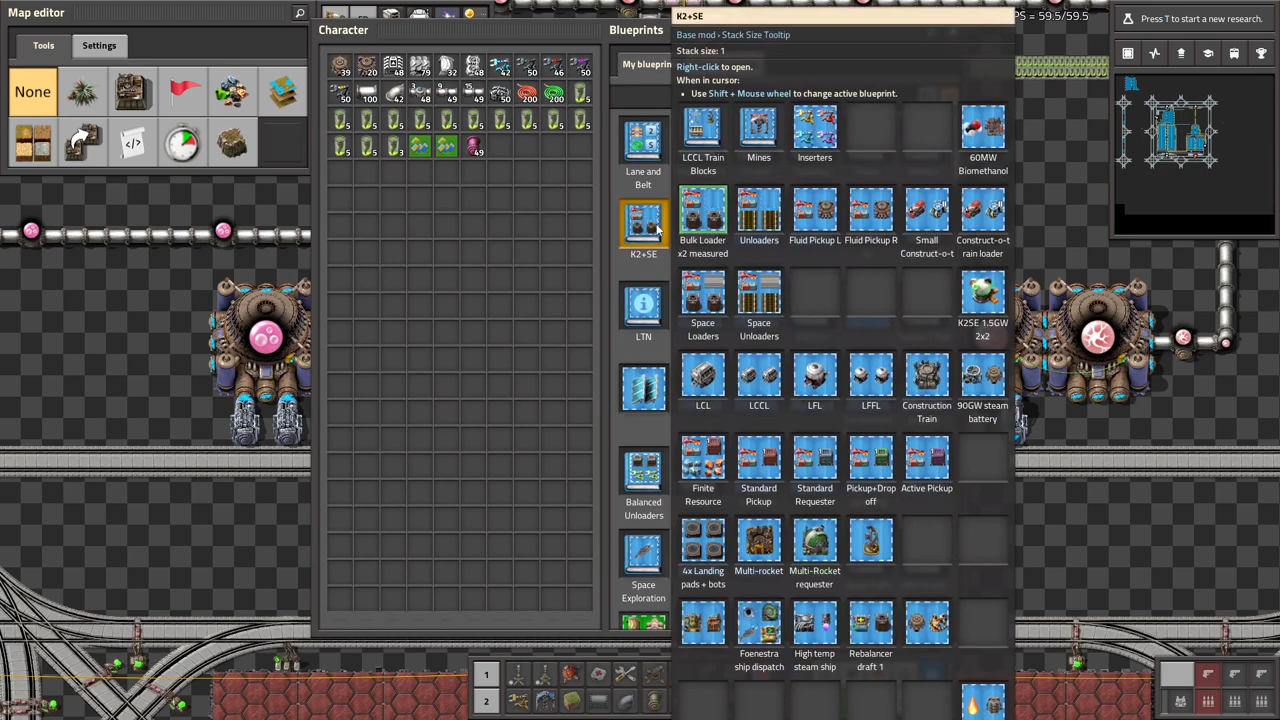 Map editor
Tools
Settings
None
Character
39
20
48
79
32
48
42
50
46
50
50
100
42
48
49
49
50
200
200
5
5
5
5
5
5
5
5
5
5
5
5
5
3
49
Blueprints
My blueprin
Lane and
Belt
K2+SE
LTN
Balanced
Unloaders
Space
Exploration
K2+SE
Base mod › Stack Size Tooltip
Stack size: 1
Right-click to open.
When in cursor:
• Use Shift + Mouse wheel to change active blueprint.
LCCL Train
Blocks
Mines
Inserters
60MW
Biomethanol
Bulk Loader
x2 measured
Unloaders
Fluid Pickup L
Fluid Pickup R
Small
Construct-o-t
Construct-o-t
rain loader
Space
Loaders
Space
Unloaders
K2SE 1.5GW
2x2
LCL
LCCL
LFL
LFFL
Construction
Train
90GW steam
battery
Finite
Resource
Standard
Pickup
Standard
Requester
Pickup+Drop
off
Active Pickup
4x Landing
pads + bots
Multi-rocket
Multi-Rocket
requester
Foenestra
ship dispatch
High temp
steam ship
Rebalancer
draft 1
PS = 59.5/59.5
Press T to start a new research.
1
2